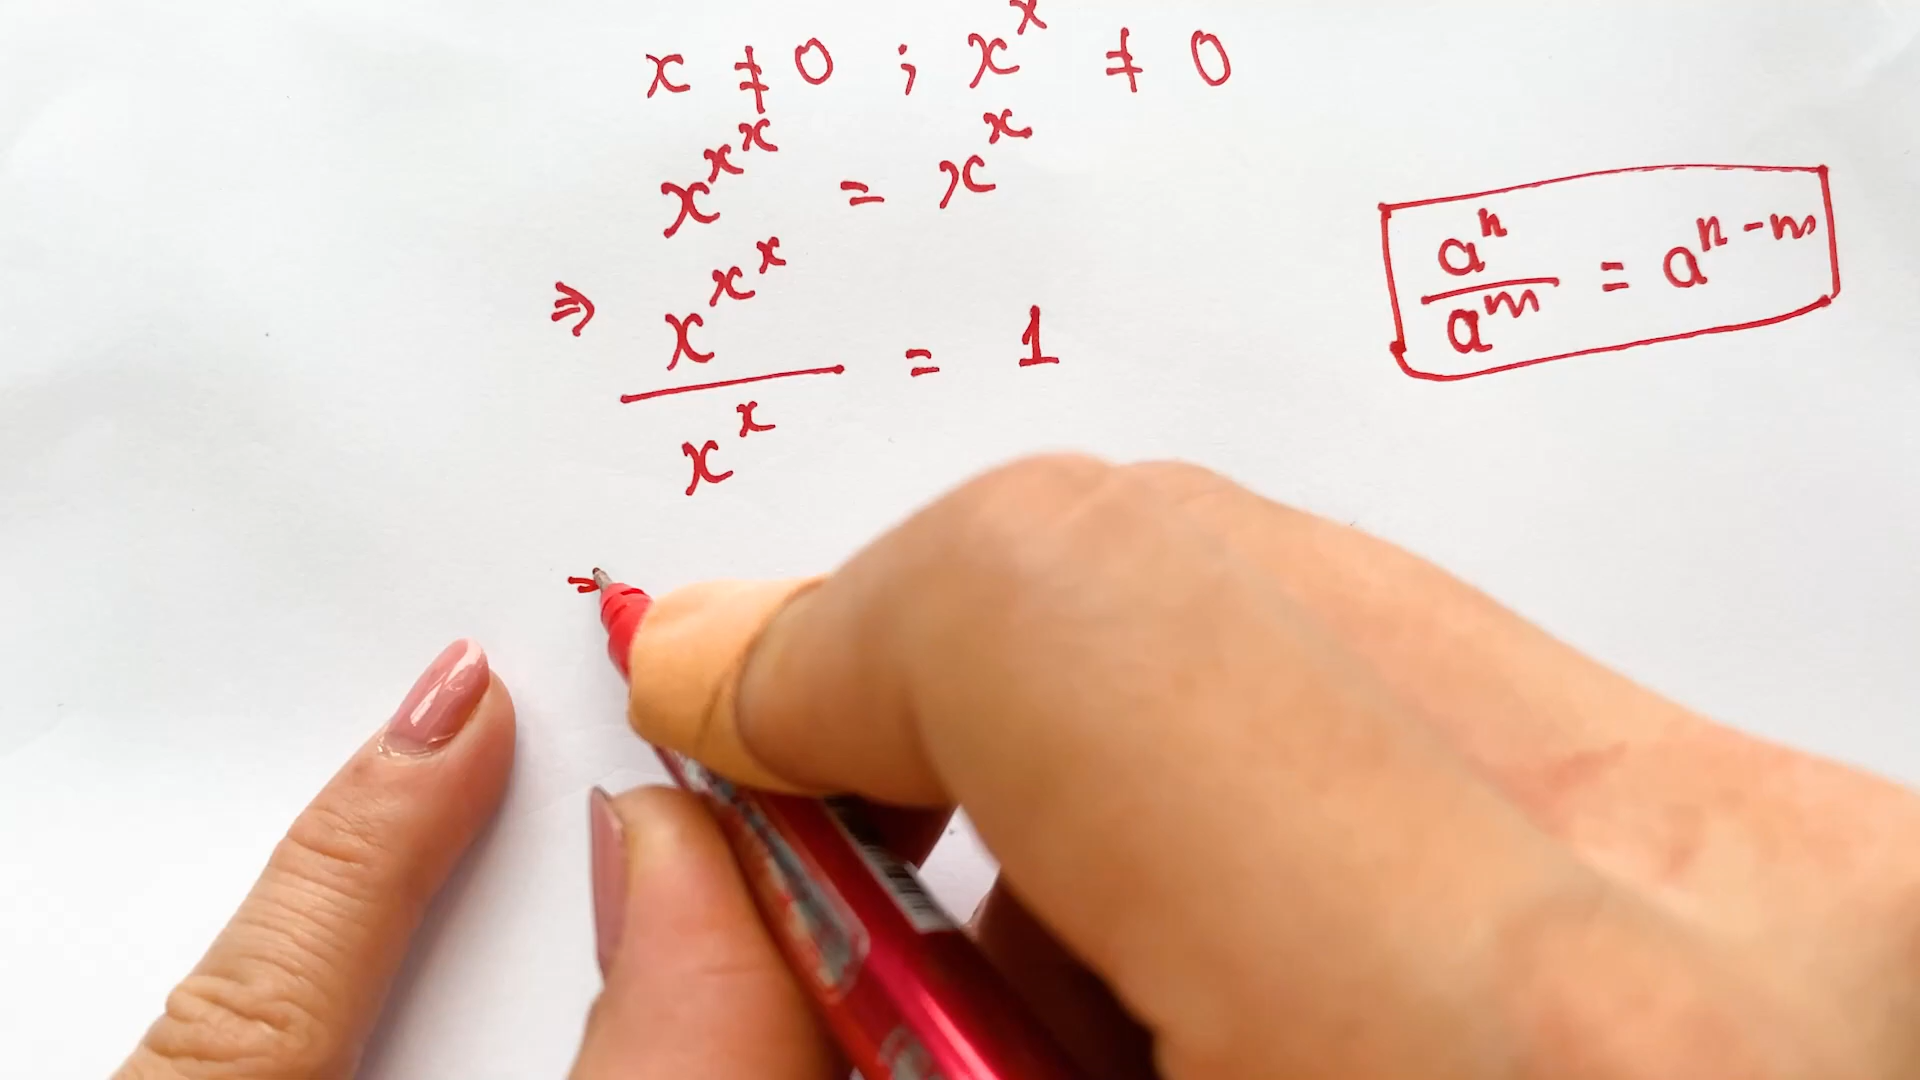 x ≠ 0 ; x^x ≠ 0
x^x^x = x^x
⇒ x^x^x / x^x = 1
a^n / a^m = a^n-m